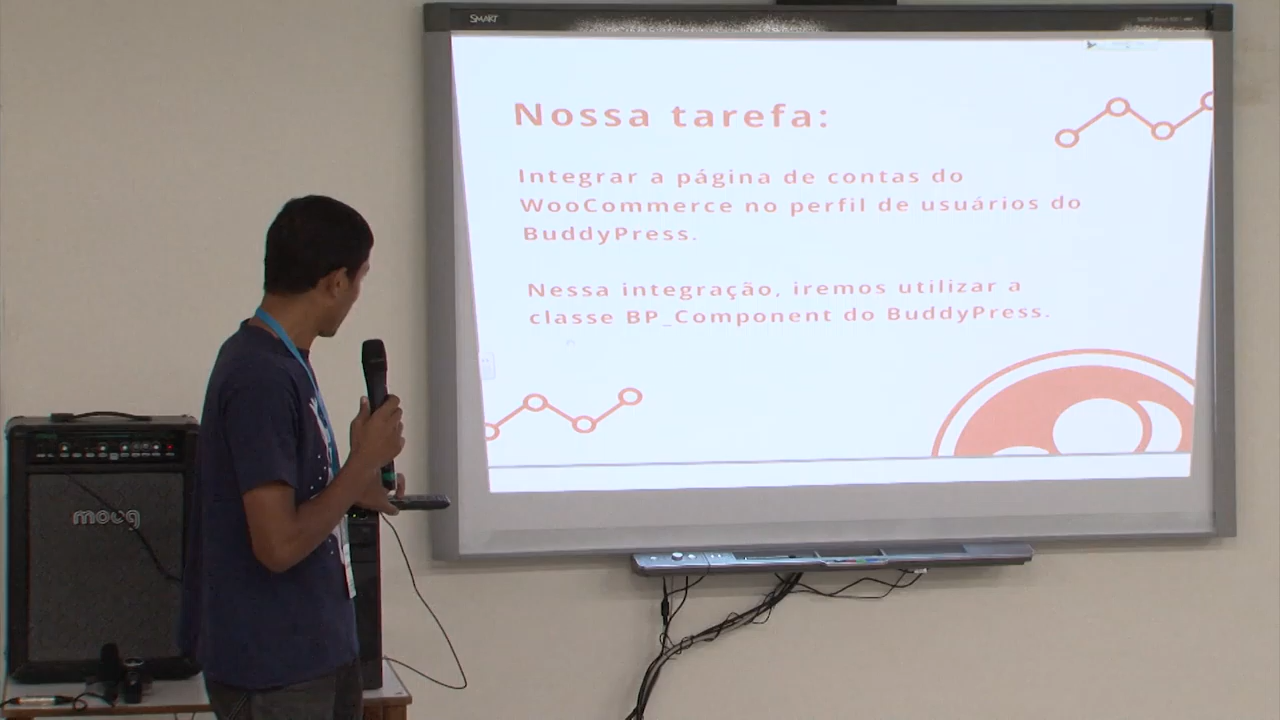 SMART
Nossa tarefa:
Integrar a página de contas do
WooCommerce no perfil de usuários do
BuddyPress.
Nessa integração, iremos utilizar a
classe BP_Component do BuddyPress.
moug